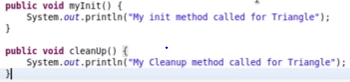 public void myInit() {
System.out.println("My init method called for Triangle");
}
public void cleanUp() {
System.out.println("My Cleanup method called for Triangle");
}